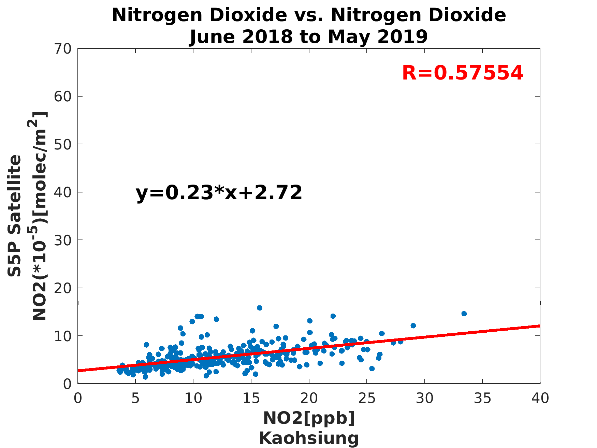 Nitrogen Dioxide vs. Nitrogen Dioxide
June 2018 to May 2019
R=0.57554
y=0.23*x+2.72
S5P Satellite
NO2(*10^-5)[molec/m^2]
70
60
50
40
30
20
10
0
0 5 10 15 20 25 30 35 40
NO2[ppb]
Kaohsiung